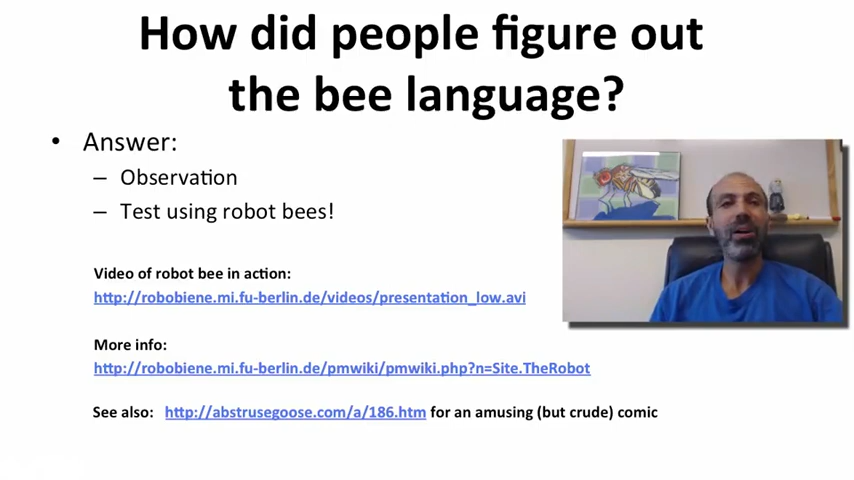 How did people figure out
the bee language?
• Answer:
– Observation
– Test using robot bees!
Video of robot bee in action:
http://robobiene.mi.fu-berlin.de/videos/presentation_low.avi
More info:
http://robobiene.mi.fu-berlin.de/pmwiki/pmwiki.php?n=Site.TheRobot
See also: http://abstrusegoose.com/a/186.htm for an amusing (but crude) comic